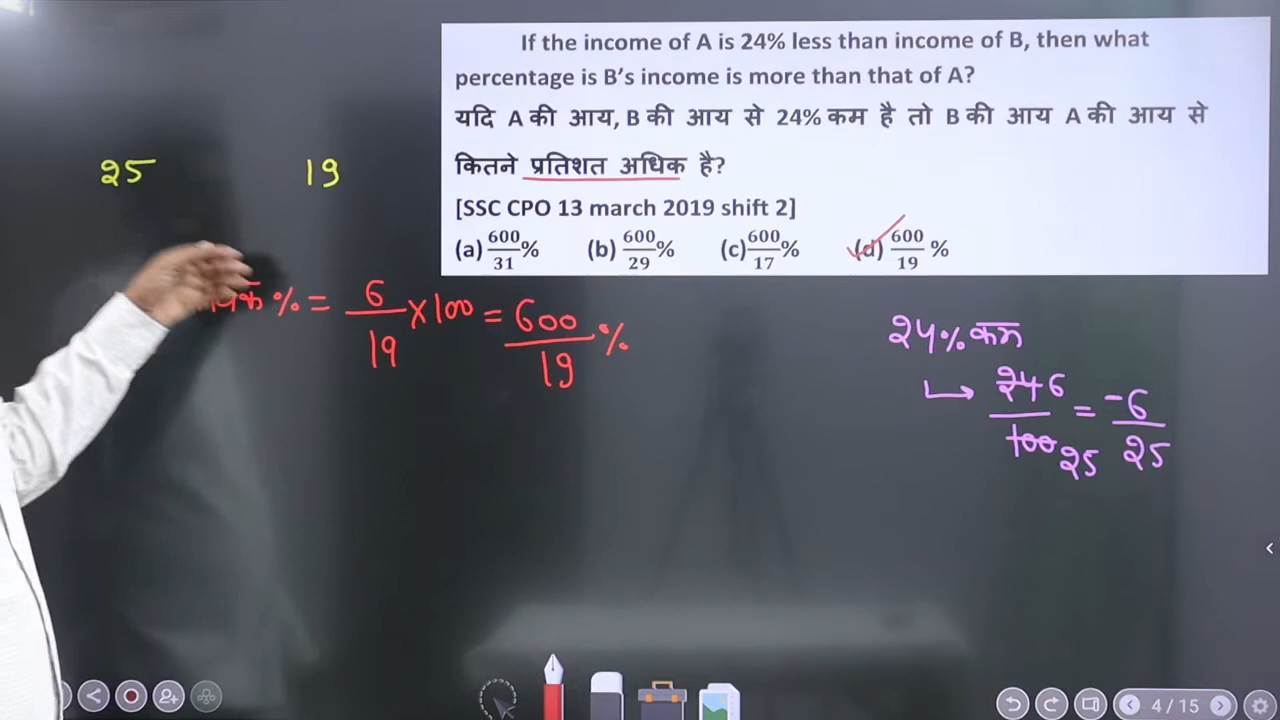 If the income of A is 24% less than income of B, then what
percentage is B's income is more than that of A?
यदि A की आय, B की आय से 24% कम है तो B की आय A की आय से
कितने प्रतिशत अधिक है?
[SSC CPO 13 march 2019 shift 2]
(a) 600/31 % (b) 600/29 % (c) 600/17 % (d) 600/19 %
25 19
% = 6/19 × 100 = 600/19 %
24% कम
↳ 24 6 / 100 25 = -6/25
4 / 15